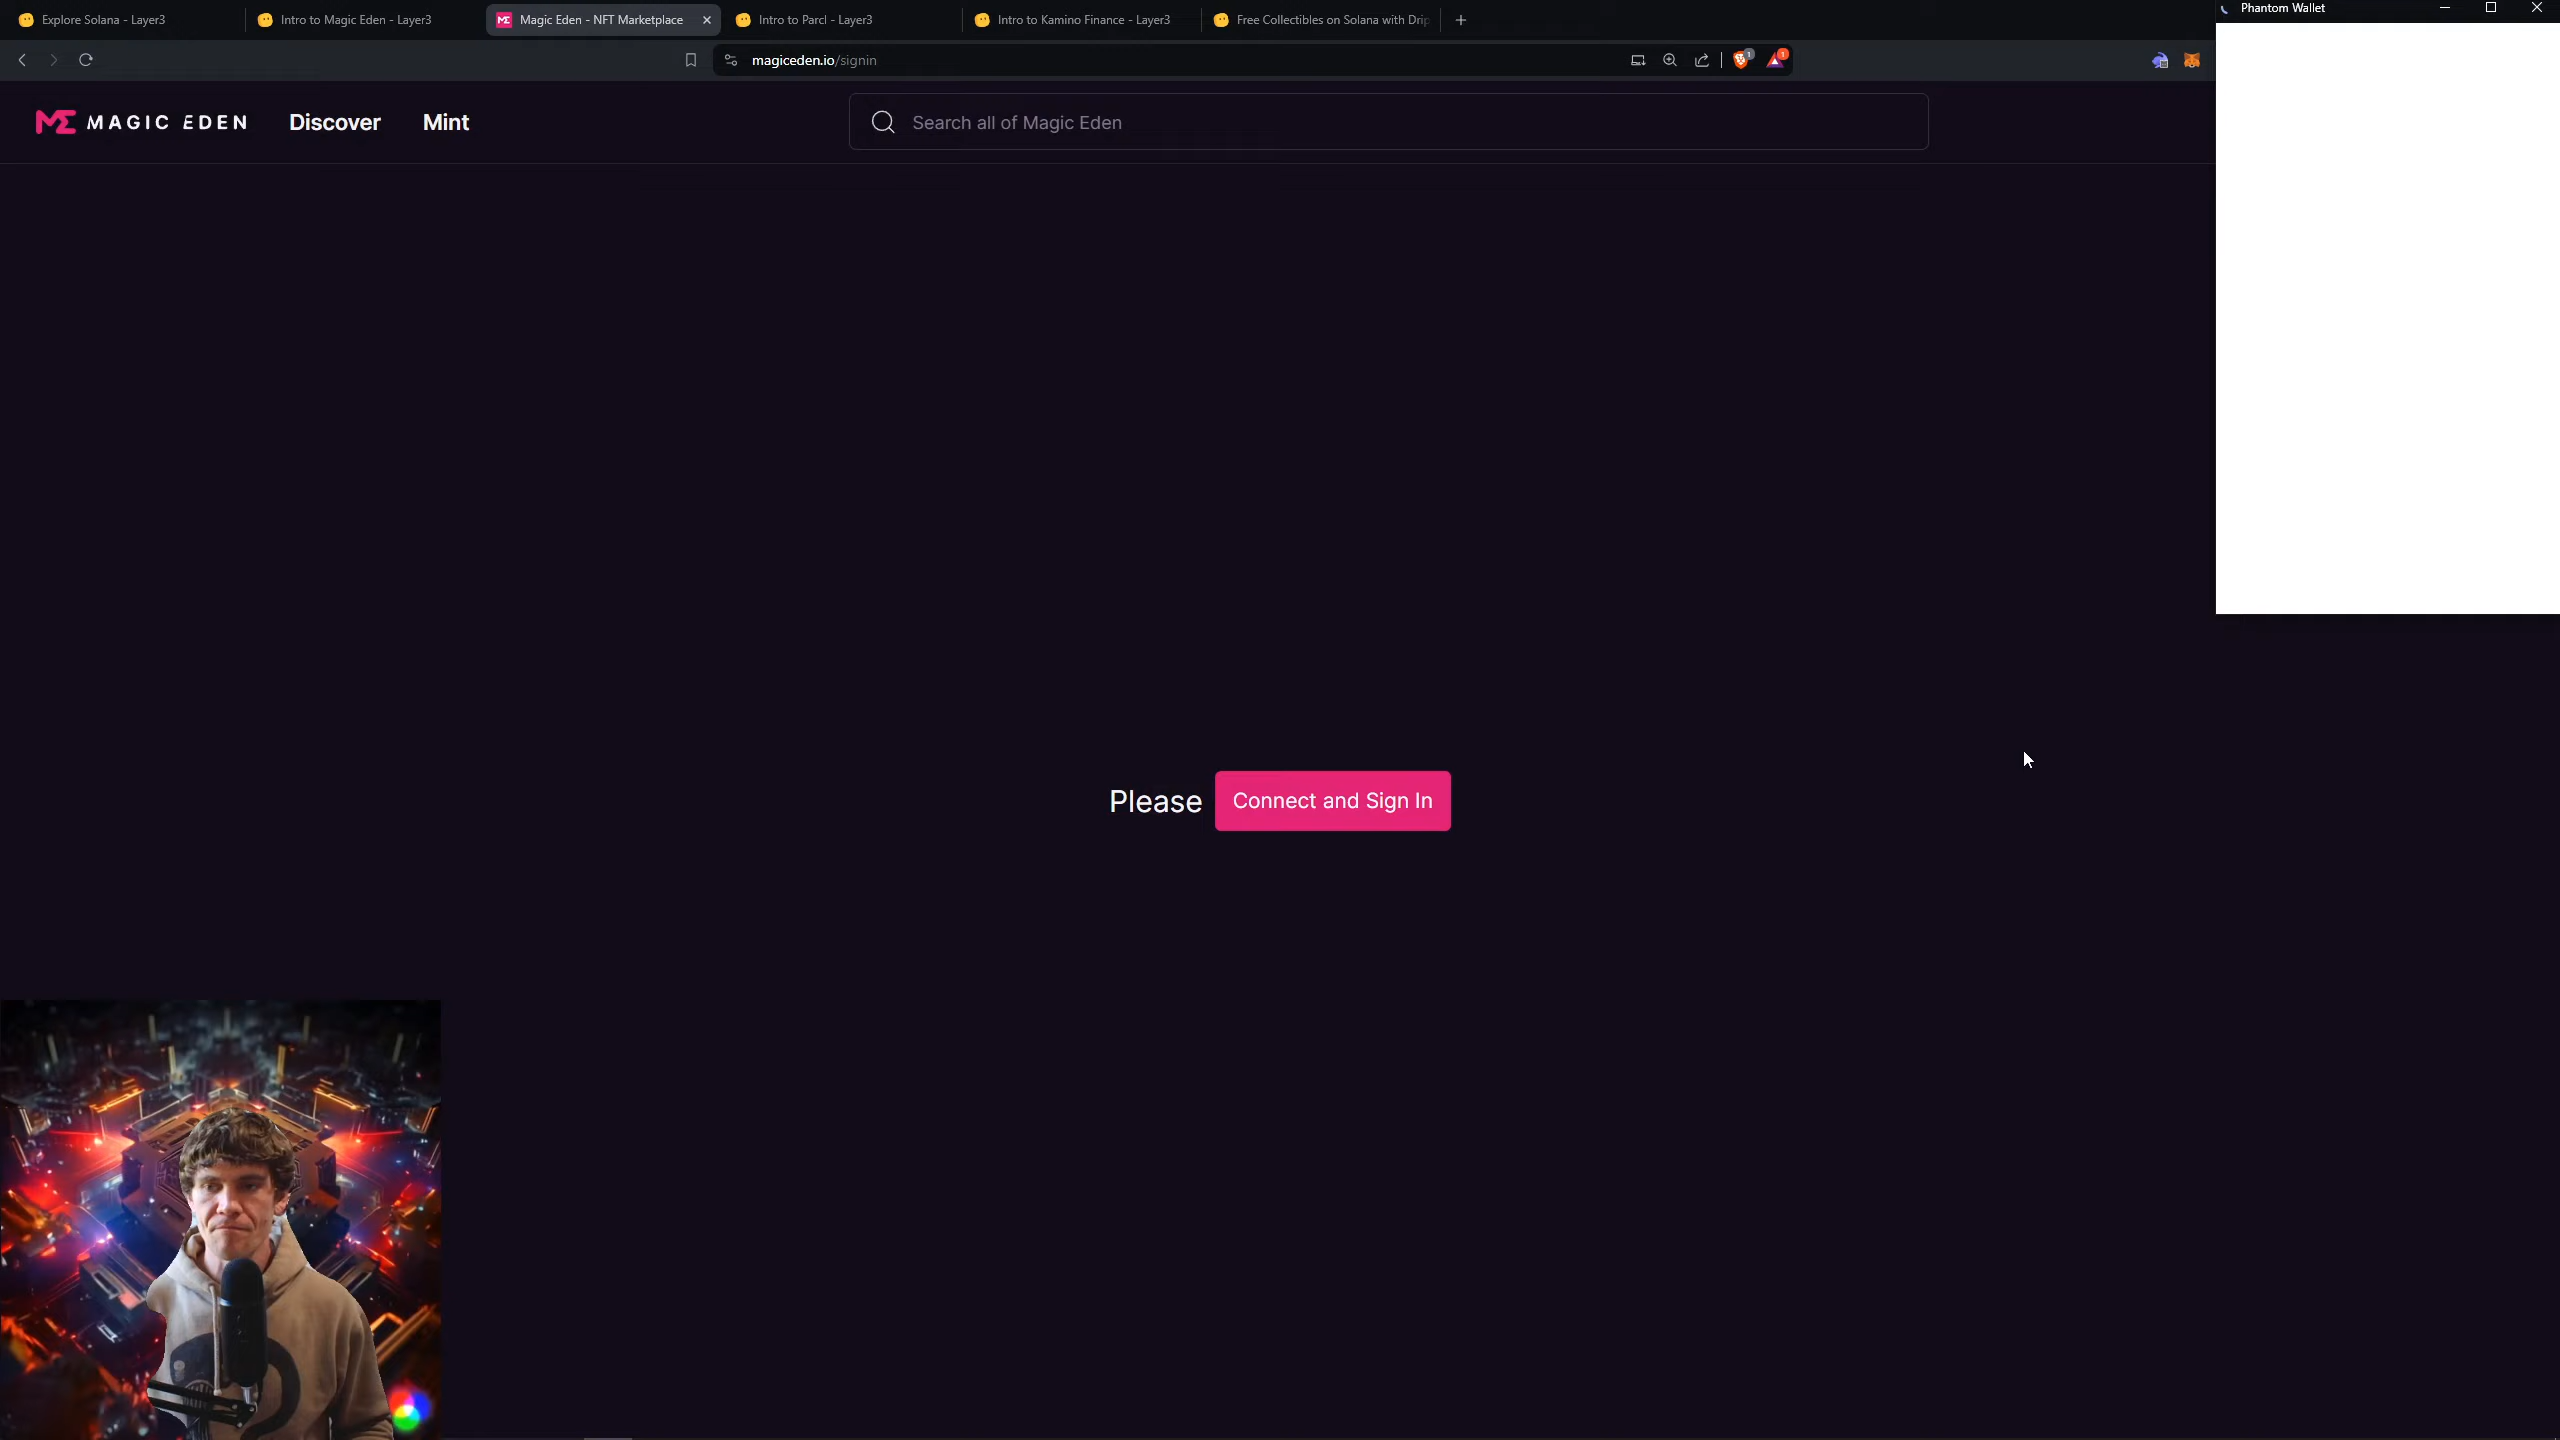 Explore Solana - Layer3
Intro to Magic Eden - Layer3
Magic Eden - NFT Marketplace
Intro to Parcl - Layer3
Intro to Kamino Finance - Layer3
Free Collectibles on Solana with Drip
Phantom Wallet
magiceden.io/signin
1
1
MAGIC EDEN
Discover
Mint
Search all of Magic Eden
Please
Connect and Sign In